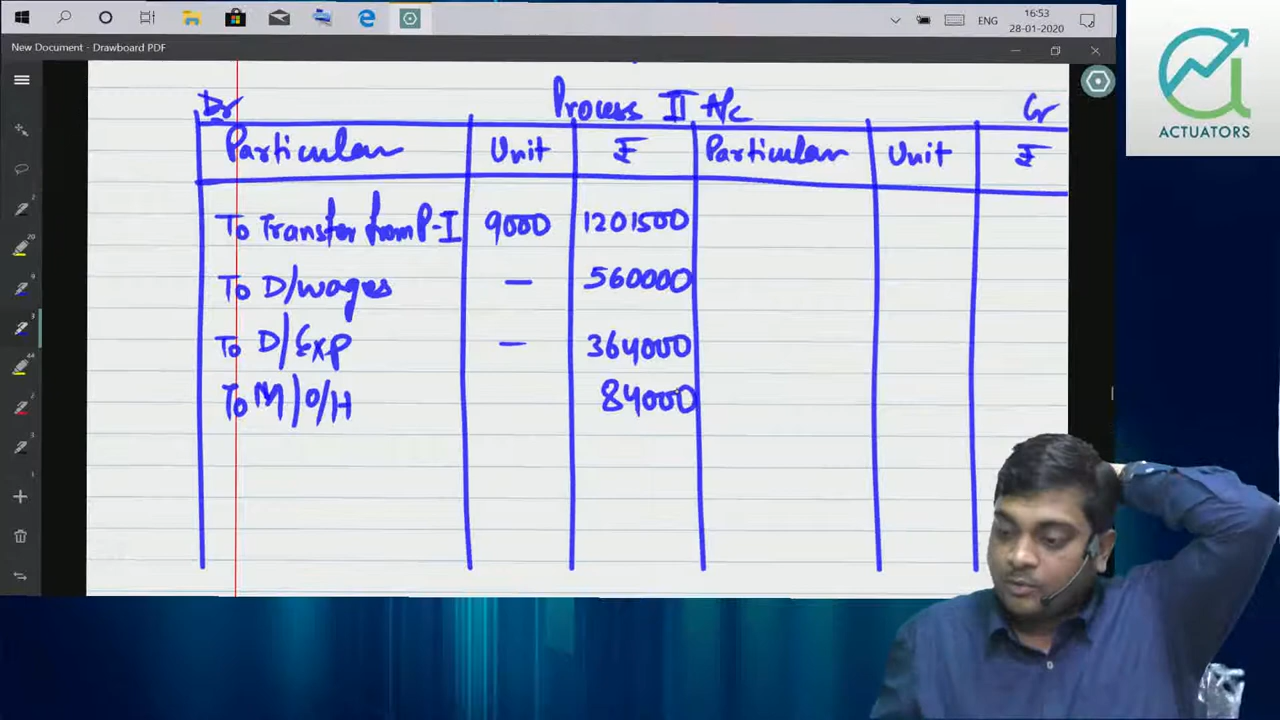 16:53
ENG
28-01-2020
New Document - Drawboard PDF
ACTUATORS
Dr Process II A/c Cr
Particular Unit ₹ Particular Unit ₹
To Transfer from P-I 9000 1201500
To D/wages — 560000
To D/Exp — 364000
To M/O/H 84000